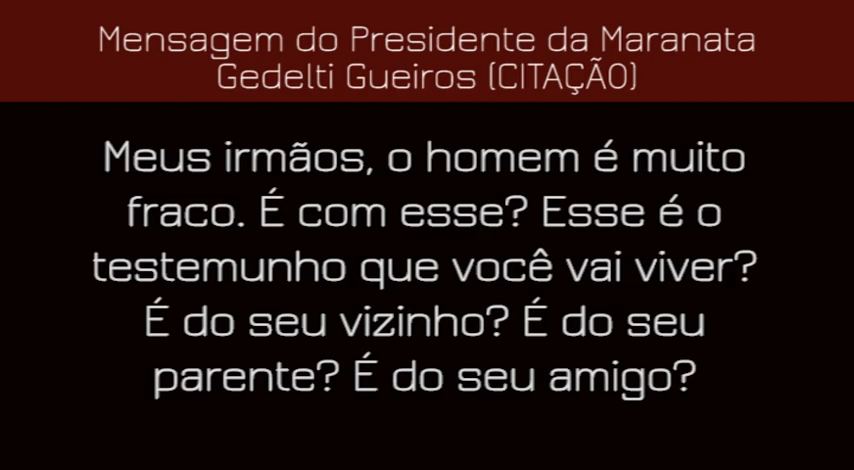 Mensagem do Presidente da Maranata
Gedelti Gueiros (CITAÇÃO)
Meus irmãos, o homem é muito
fraco. É com esse? Esse é o
testemunho que você vai viver?
É do seu vizinho? É do seu
parente? É do seu amigo?